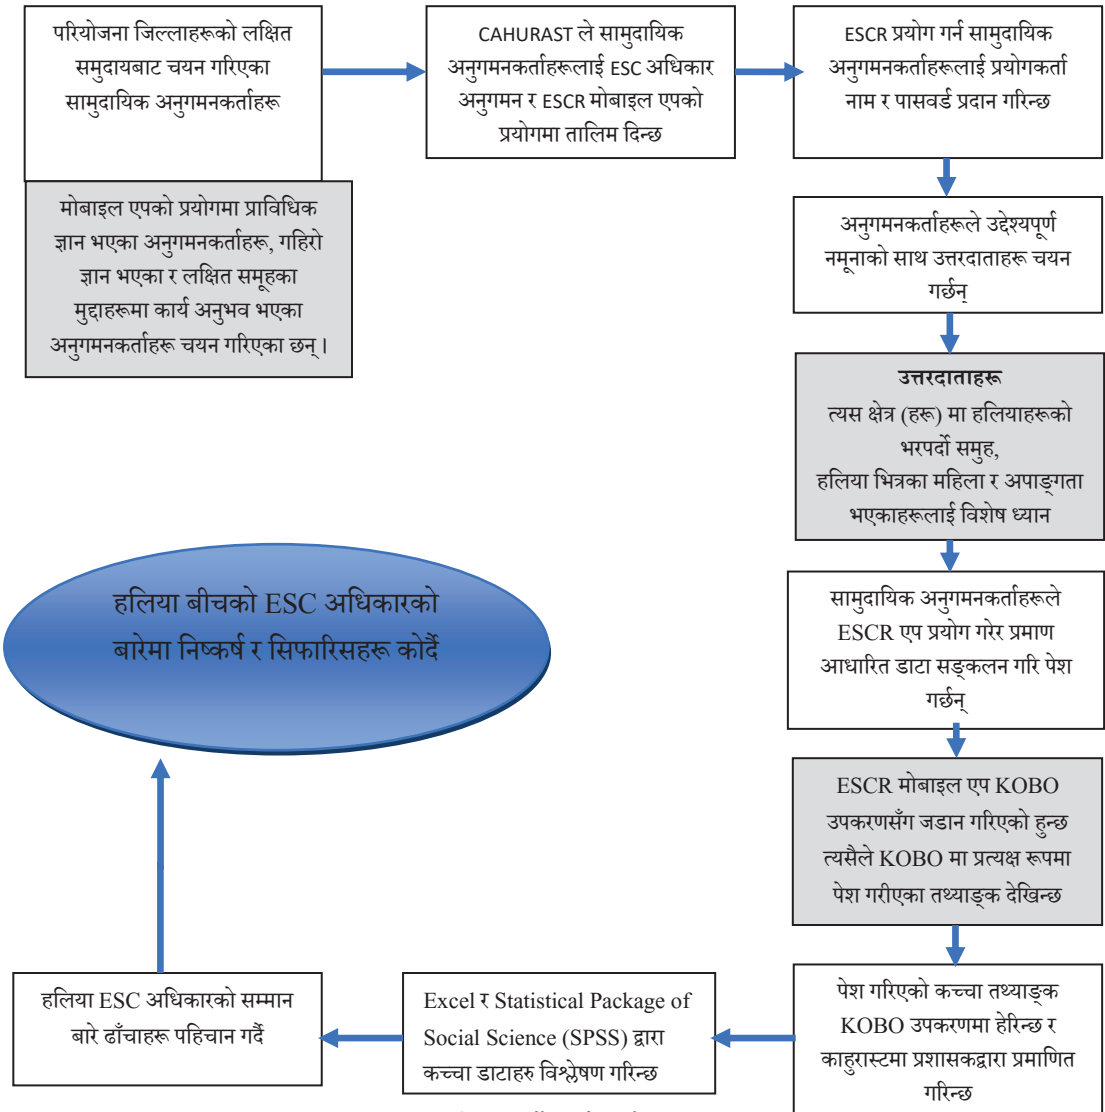 परियोजना जिल्लाहरूको लक्षित
समुदायबाट चयन गरिएका
सामुदायिक अनुगमनकर्ताहरू
मोबाइल एपको प्रयोगमा प्राविधिक
ज्ञान भएका अनुगमनकर्ताहरू, गहिरो
ज्ञान भएका र लक्षित समूहका
मुद्दाहरूमा कार्य अनुभव भएका
अनुगमनकर्ताहरू चयन गरिएका छन् ।
CAHURAST ले सामुदायिक
अनुगमनकर्ताहरूलाई ESC अधिकार
अनुगमन र ESCR मोबाइल एपको
प्रयोगमा तालिम दिन्छ
ESCR प्रयोग गर्न सामुदायिक
अनुगमनकर्ताहरूलाई प्रयोगकर्ता
नाम र पासवर्ड प्रदान गरिन्छ
अनुगमनकर्ताहरूले उद्देश्यपूर्ण
नमूनाको साथ उत्तरदाताहरू चयन
गर्छन्
उत्तरदाताहरू
त्यस क्षेत्र (हरू) मा हलियाहरूको
भरपर्दो समुह,
हलिया भित्रका महिला र अपाङ्गता
भएकाहरूलाई विशेष ध्यान
सामुदायिक अनुगमनकर्ताहरूले
ESCR एप प्रयोग गरेर प्रमाण
आधारित डाटा सङ्कलन गरि पेश
गर्छन्
ESCR मोबाइल एप KOBO
उपकरणसँग जडान गरिएको हुन्छ
त्यसैले KOBO मा प्रत्यक्ष रूपमा
पेश गरीएका तथ्याङ्क देखिन्छ
पेश गरिएको कच्चा तथ्याङ्क
KOBO उपकरणमा हेरिन्छ र
काहुरास्टमा प्रशासकद्वारा प्रमाणित
गरिन्छ
Excel र Statistical Package of
Social Science (SPSS) द्वारा
कच्चा डाटाहरु विश्लेषण गरिन्छ
हलिया ESC अधिकारको सम्मान
बारे ढाँचाहरू पहिचान गर्दै
हलिया बीचको ESC अधिकारको
बारेमा निष्कर्ष र सिफारिसहरू कोर्दै